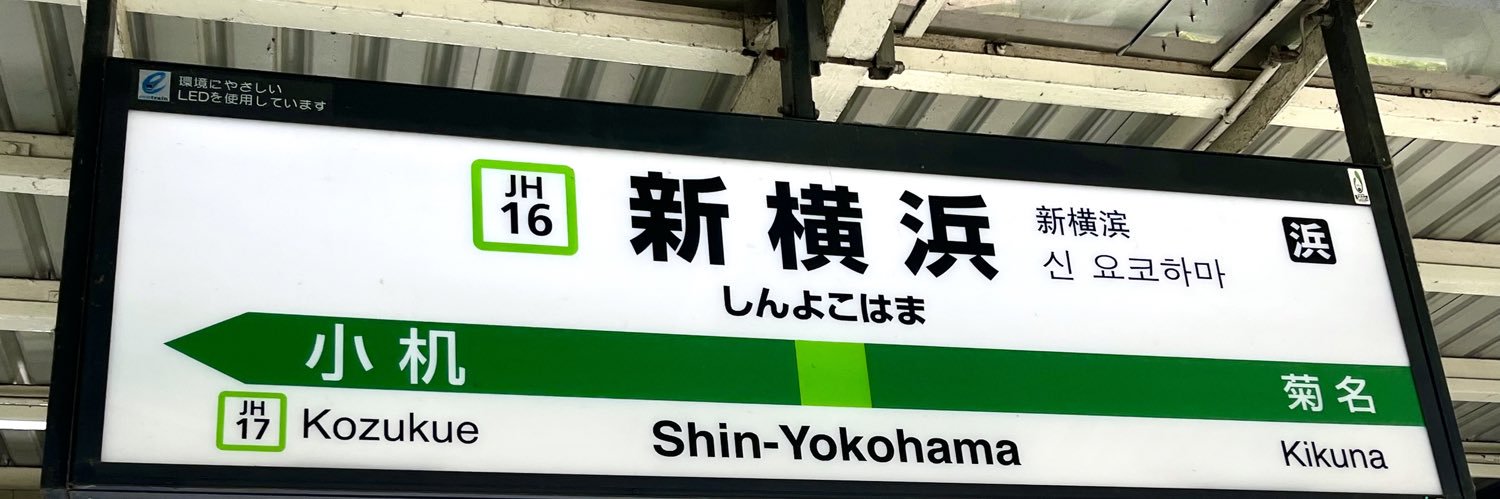 環境にやさしい
LEDを使用しています
JH
16
新横浜
新横滨
신 요코하마
浜
しんよこはま
小机
菊名
JH
17
Kozukue
Shin-Yokohama
Kikuna